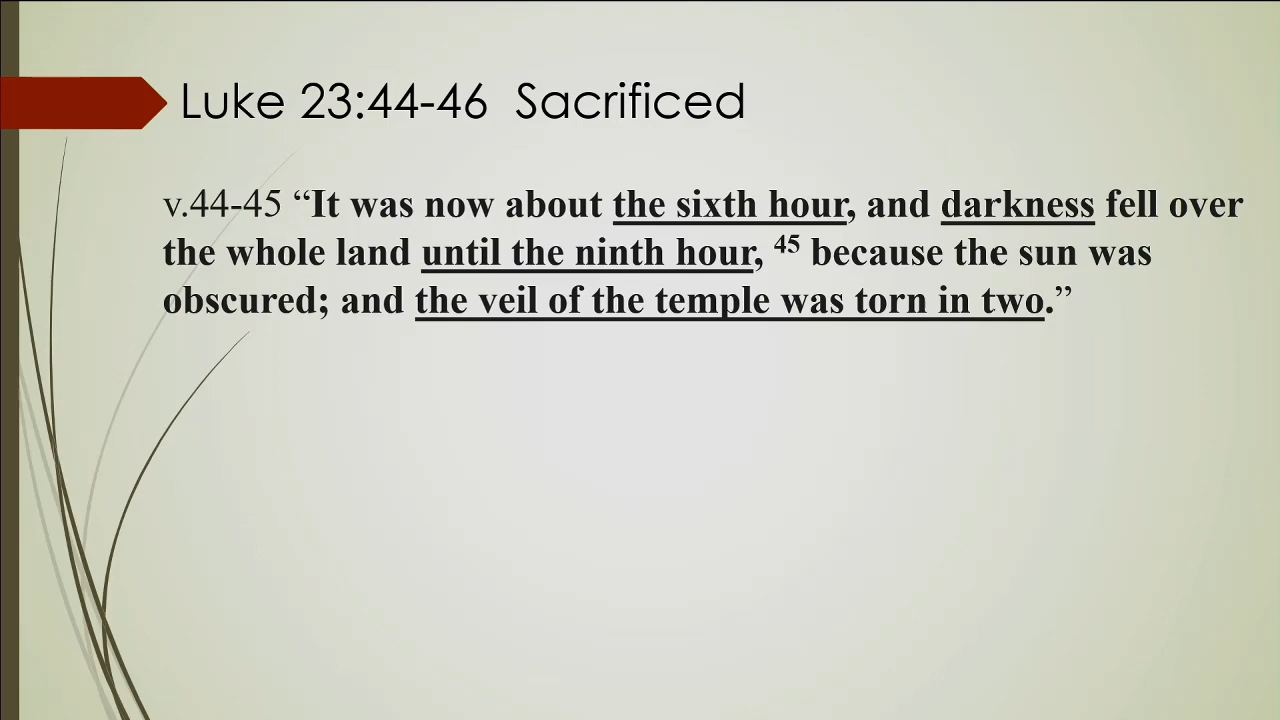 Luke 23:44-46  Sacrificed
v.44-45 “It was now about the sixth hour, and darkness fell over
the whole land until the ninth hour, 45 because the sun was
obscured; and the veil of the temple was torn in two.”